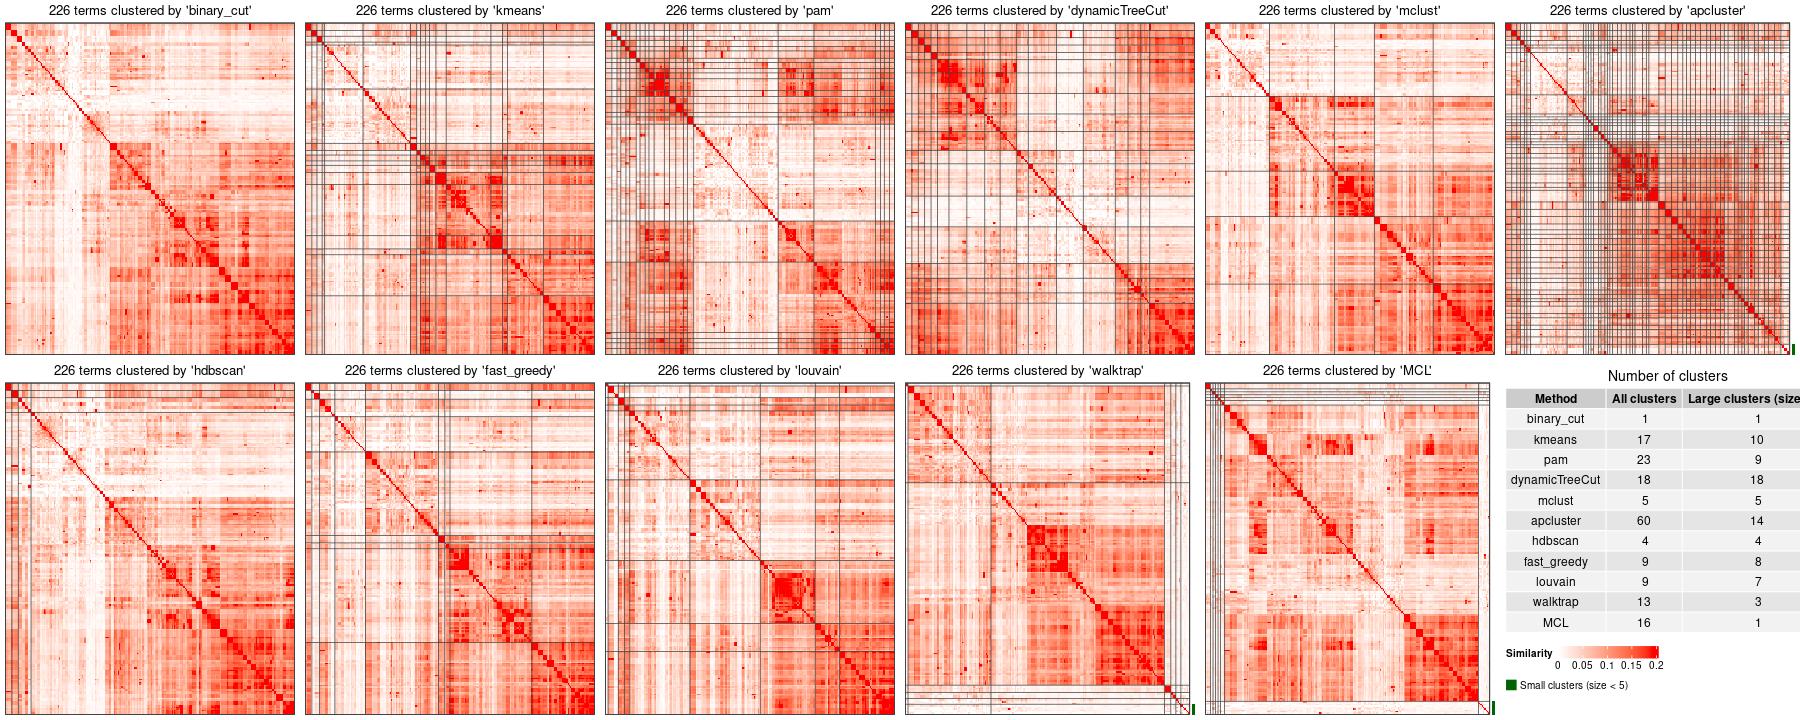 226 terms clustered by 'binary_cut'
226 terms clustered by 'kmeans'
226 terms clustered by 'pam'
226 terms clustered by 'dynamicTreeCut'
226 terms clustered by 'mclust'
226 terms clustered by 'apcluster'
226 terms clustered by 'hdbscan'
226 terms clustered by 'fast_greedy'
226 terms clustered by 'louvain'
226 terms clustered by 'walktrap'
226 terms clustered by 'MCL'
Number of clusters
Method All clusters Large clusters (size
binary_cut 1 1
kmeans 17 10
pam 23 9
dynamicTreeCut 18 18
mclust 5 5
apcluster 60 14
hdbscan 4 4
fast_greedy 9 8
louvain 9 7
walktrap 13 3
MCL 16 1
Similarity
0 0.05 0.1 0.15 0.2
Small clusters (size < 5)